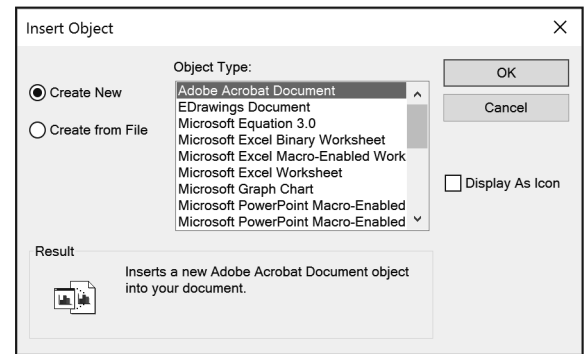 Insert Object
Object Type:
Create New
Create from File
Adobe Acrobat Document
EDrawings Document
Microsoft Equation 3.0
Microsoft Excel Binary Worksheet
Microsoft Excel Macro-Enabled Work
Microsoft Excel Worksheet
Microsoft Graph Chart
Microsoft PowerPoint Macro-Enabled
Microsoft PowerPoint Macro-Enabled
OK
Cancel
Display As Icon
Result
Inserts a new Adobe Acrobat Document object
into your document.